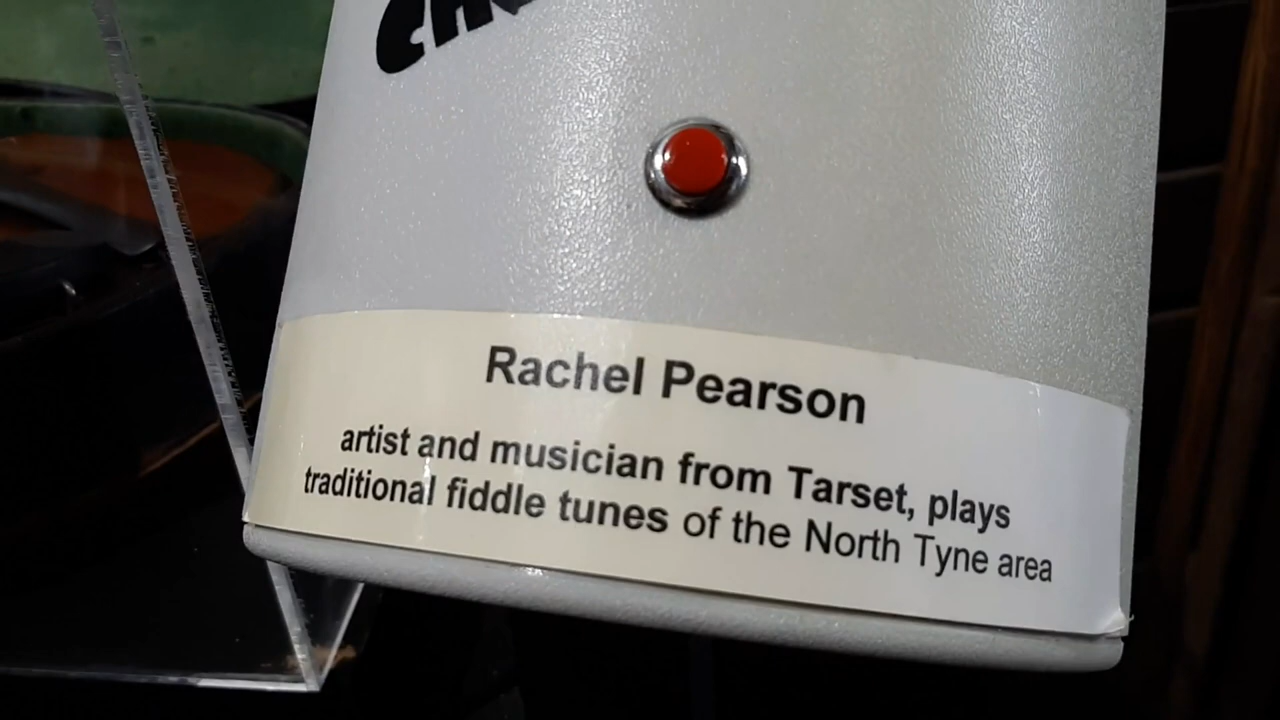 Rachel Pearson
artist and musician from Tarset, plays
traditional fiddle tunes of the North Tyne area